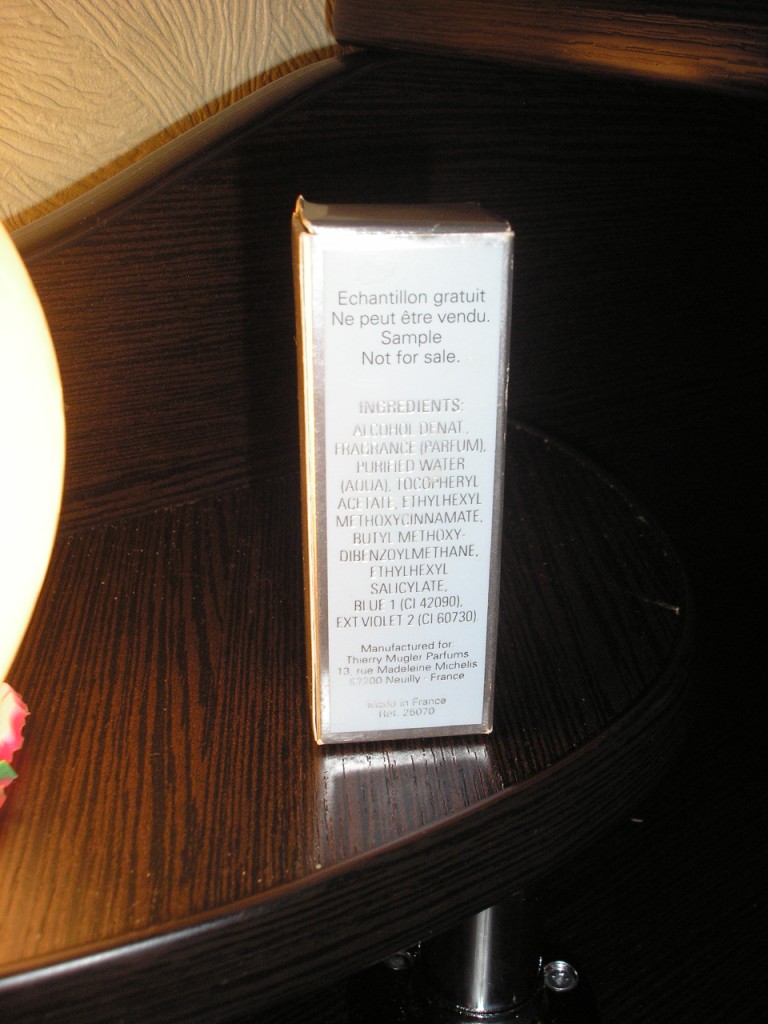 Echantillon gratuit
Ne peut être vendu.
Sample
Not for sale.
INGREDIENTS:
ALCOHOL DENAT.,
FRAGRANCE (PARFUM),
PURIFIED WATER
(AQUA), TOCOPHERYL
ACETATE, ETHYLHEXYL
METHOXYCINNAMATE,
BUTYL METHOXY-
DIBENZOYLMETHANE,
ETHYLHEXYL
SALICYLATE,
BLUE 1 (CI 42090),
EXT VIOLET 2 (CI 60730)
Manufactured for
Thierry Mugler Parfums
13, rue Madeleine Michelis
Neuilly - France
Made in France
Ref. 25070